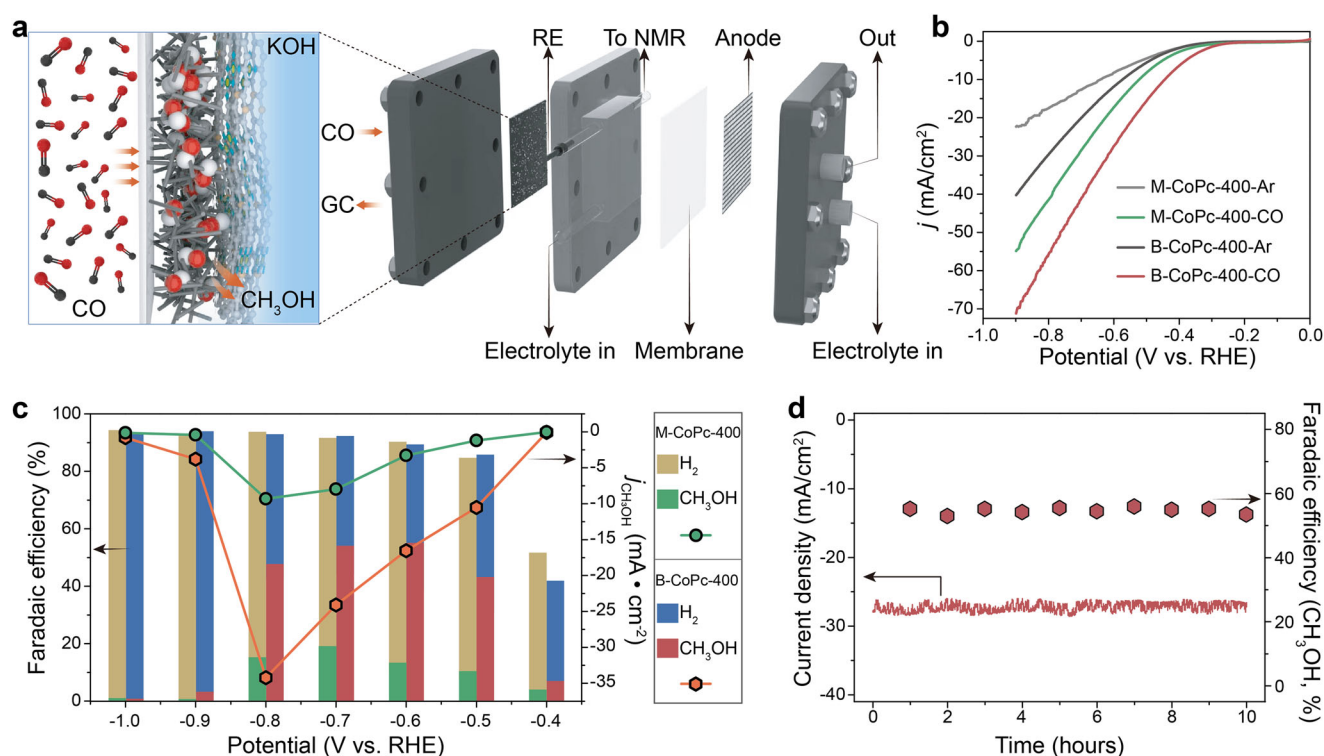 a
KOH
CO
CH₃OH
CO
GC
RE
To NMR
Anode
Out
Electrolyte in
Membrane
Electrolyte in
b
0
-10
-20
-30
-40
-50
-60
-70
j (mA/cm²)
M-CoPc-400-Ar
M-CoPc-400-CO
B-CoPc-400-Ar
B-CoPc-400-CO
-1.0
-0.8
-0.6
-0.4
-0.2
0.0
Potential (V vs. RHE)
c
100
80
60
40
20
0
Faradaic efficiency (%)
-1.0
-0.9
-0.8
-0.7
-0.6
-0.5
-0.4
Potential (V vs. RHE)
0
-5
-10
-15
-20
-25
-30
-35
jCH₃OH (mA • cm⁻²)
M-CoPc-400
H₂
CH₃OH
B-CoPc-400
H₂
CH₃OH
d
0
-10
-20
-30
-40
Current density (mA/cm²)
0
2
4
6
8
10
Time (hours)
80
60
40
20
0
Faradaic
efficiency (CH₃OH, %)